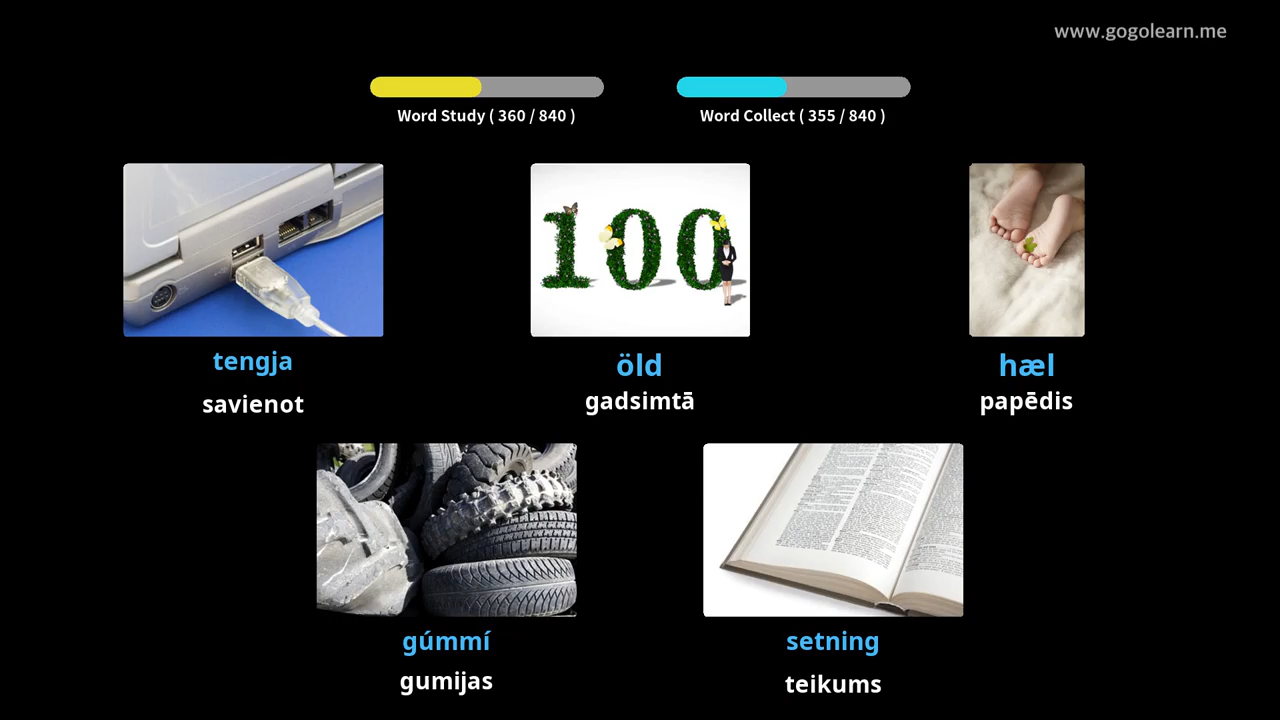 www.gogolearn.me
Word Study ( 360 / 840 )
Word Collect ( 355 / 840 )
100
tengja
savienot
öld
gadsimtā
hæl
papēdis
gúmmí
gumijas
setning
teikums